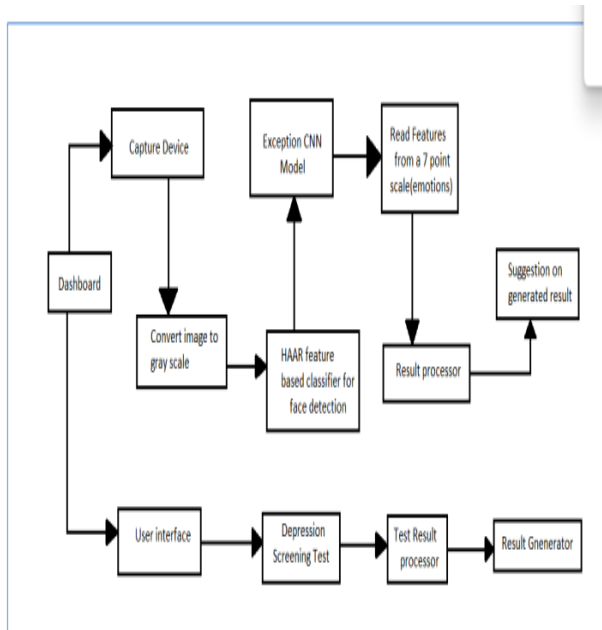 Capture Device
Exception CNN
Model
Read Features
from a 7 point
scale(emotions)
Dashboard
Suggestion on
generated result
Convert image to
gray scale
HAAR feature
based classifier for
face detection
Result processor
User interface
Depression
Screening Test
Test Result
processor
Result Gnenerator